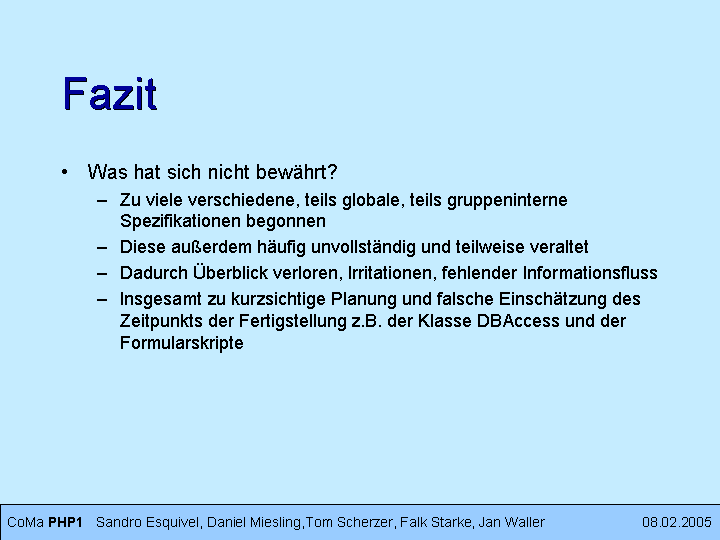 Fazit
• Was hat sich nicht bewährt?
– Zu viele verschiedene, teils globale, teils gruppeninterne
Spezifikationen begonnen
– Diese außerdem häufig unvollständig und teilweise veraltet
– Dadurch Überblick verloren, Irritationen, fehlender Informationsfluss
– Insgesamt zu kurzsichtige Planung und falsche Einschätzung des
Zeitpunkts der Fertigstellung z.B. der Klasse DBAccess und der
Formularskripte
CoMa PHP1 Sandro Esquivel, Daniel Miesling,Tom Scherzer, Falk Starke, Jan Waller 08.02.2005